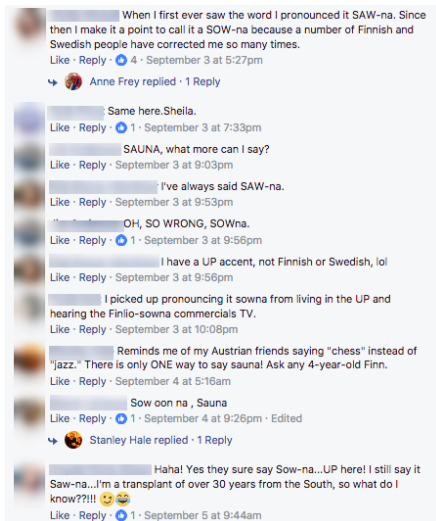 When I first ever saw the word I pronounced it SAW-na. Since
then I make it a point to call it a SOW-na because a number of Finnish and
Swedish people have corrected me so many times.
Like · Reply · 4 · September 3 at 5:27pm
Anne Frey replied · 1 Reply
Same here.Sheila.
Like · Reply · 1 · September 3 at 7:33pm
SAUNA, what more can I say?
Like · Reply · September 3 at 9:03pm
I've always said SAW-na.
Like · Reply · September 3 at 9:53pm
OH, SO WRONG, SOWna.
Like · Reply · 1 · September 3 at 9:56pm
I have a UP accent, not Finnish or Swedish, lol
Like · Reply · September 3 at 9:56pm
I picked up pronouncing it sowna from living in the UP and
hearing the Finlio-sowna commercials TV.
Like · Reply · September 3 at 10:08pm
Reminds me of my Austrian friends saying "chess" instead of
"jazz." There is only ONE way to say sauna! Ask any 4-year-old Finn.
Like · Reply · September 4 at 5:16am
Sow oon na , Sauna
Like · Reply · 1 · September 4 at 9:26pm · Edited
Stanley Hale replied · 1 Reply
Haha! Yes they sure say Sow-na...UP here! I still say it
Saw-na...I'm a transplant of over 30 years from the South, so what do I
know??!!! 😉😂
Like · Reply · 1 · September 5 at 9:44am